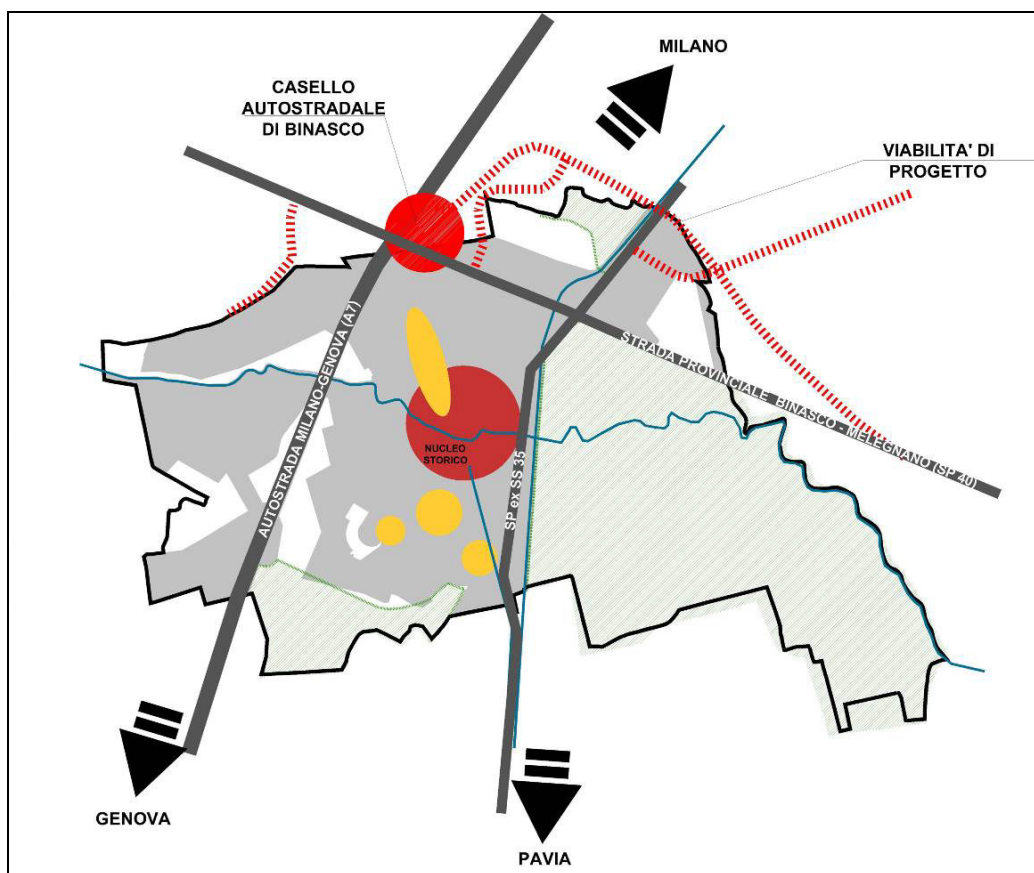 MILANO
CASELLO
AUTOSTRADALE
DI BINASCO
VIABILITA' DI
PROGETTO
AUTOSTRADA MILANO-GENOVA (A7)
STRADA PROVINCIALE BINASCO - MELEGNANO (SP 40)
NUCLEO
STORICO
SP ex SS 35
GENOVA
PAVIA